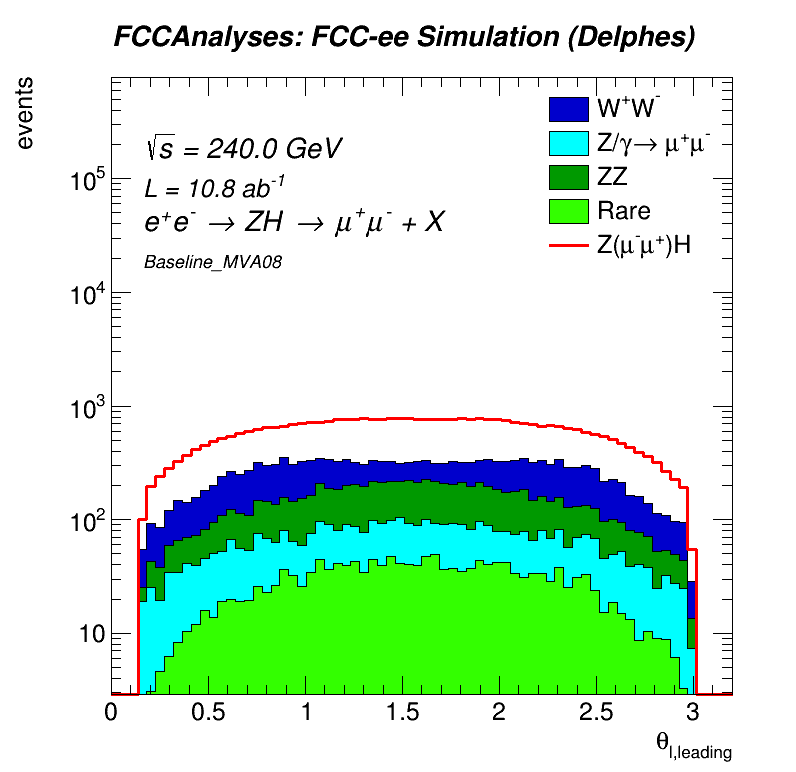 FCCAnalyses: FCC-ee Simulation (Delphes)
events
√s = 240.0 GeV
L = 10.8 ab⁻¹
e⁺e⁻ → ZH → μ⁺μ⁻ + X
Baseline_MVA08
W⁺W⁻
Z/γ→ μ⁺μ⁻
ZZ
Rare
Z(μ⁻μ⁺)H
10⁵
10⁴
10³
10²
10
0 0.5 1 1.5 2 2.5 3
θl,leading